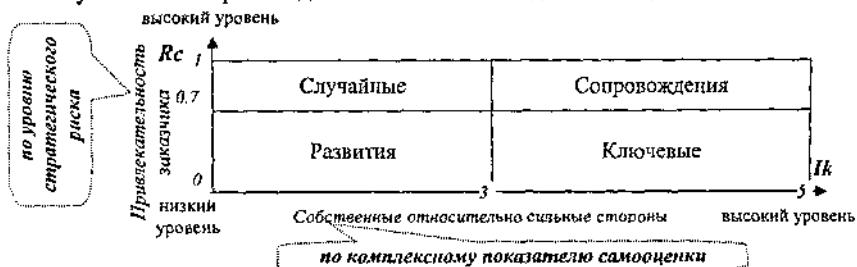 высокий уровень
Rc
1
по уровню
стратегического
риска
Привлекательность
заказчика
0.7
Случайные
Сопровождения
Развития
Ключевые
Ik
0
3
5
низкий
уровень
Собственные относительно сильные стороны
высокий уровень
по комплексному показателю самооценки